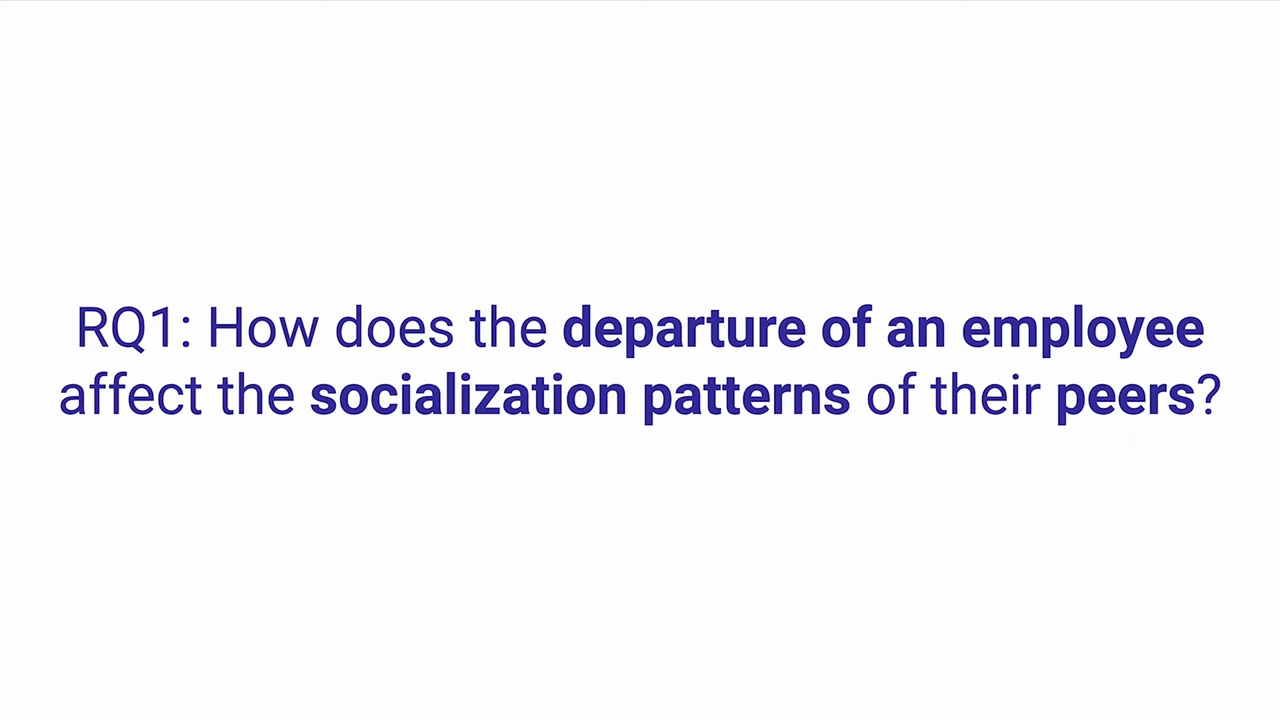 RQ1: How does the departure of an employee
affect the socialization patterns of their peers?